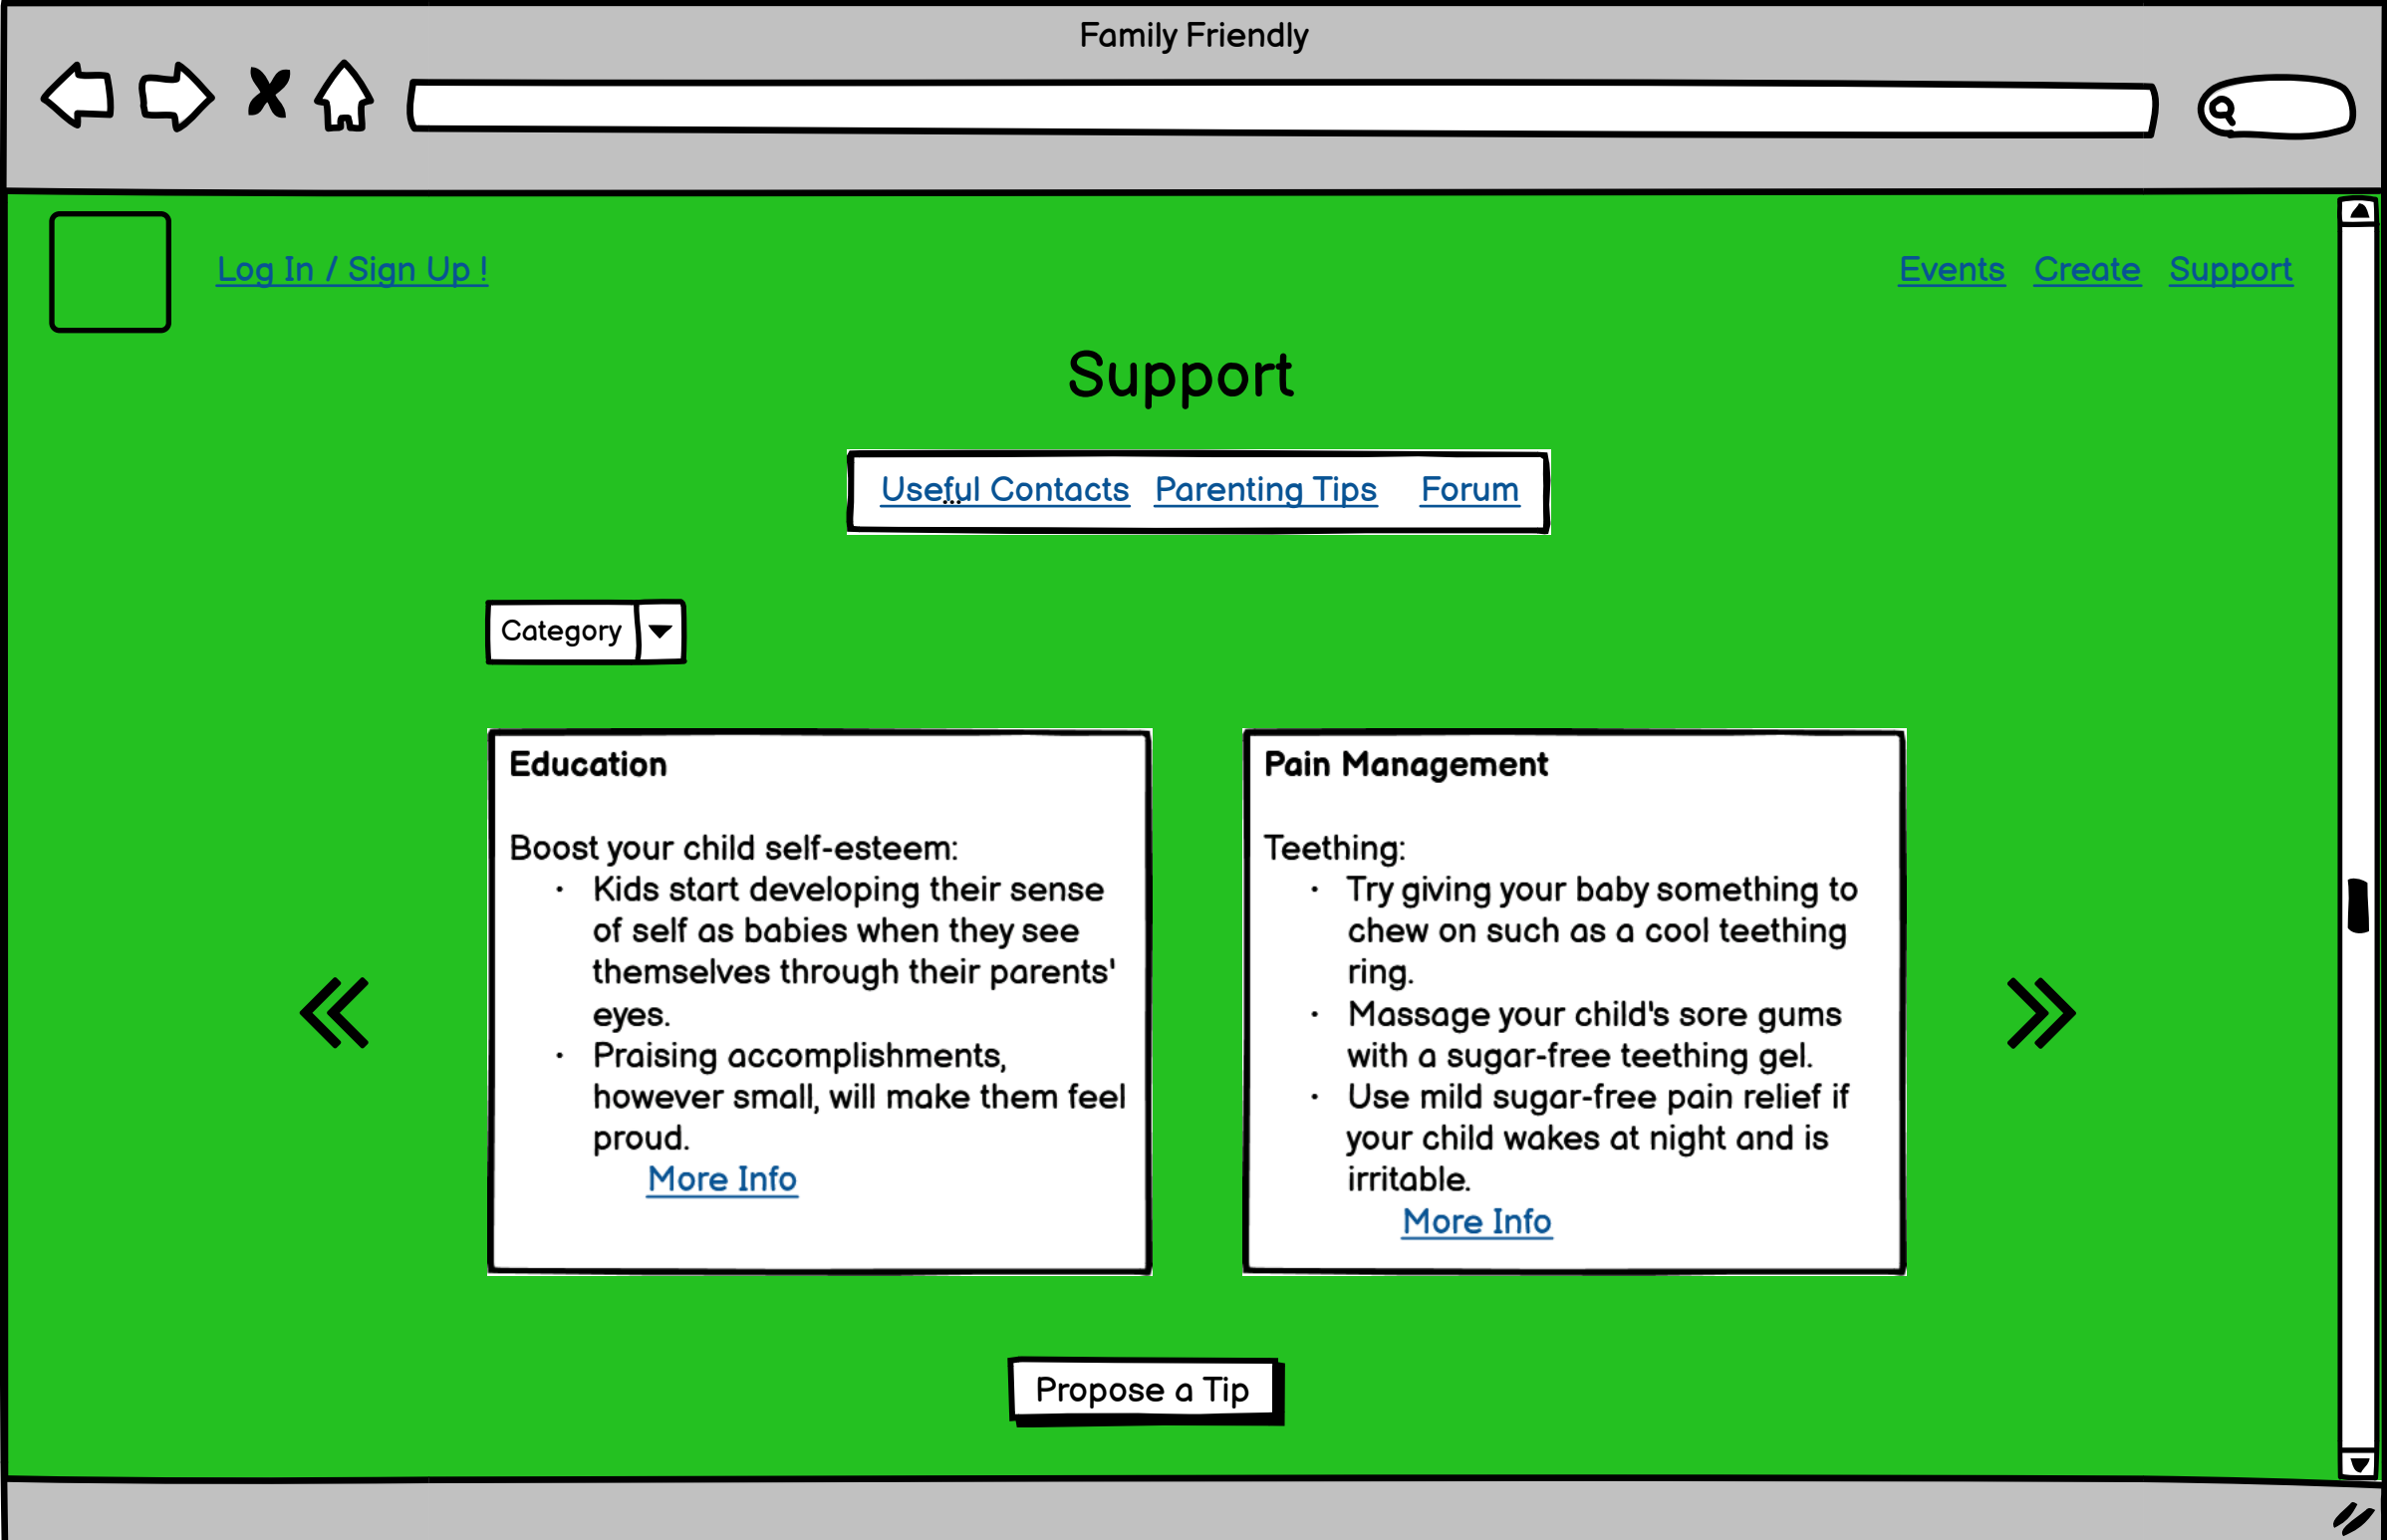 Family Friendly
Log In / Sign Up !
Events Create Support
Support
Useful Contacts Parenting Tips Forum
...
Category
Education
Boost your child self-esteem:
• Kids start developing their sense
of self as babies when they see
themselves through their parents'
eyes.
• Praising accomplishments,
however small, will make them feel
proud.
More Info
Pain Management
Teething:
• Try giving your baby something to
chew on such as a cool teething
ring.
• Massage your child's sore gums
with a sugar-free teething gel.
• Use mild sugar-free pain relief if
your child wakes at night and is
irritable.
More Info
Propose a Tip